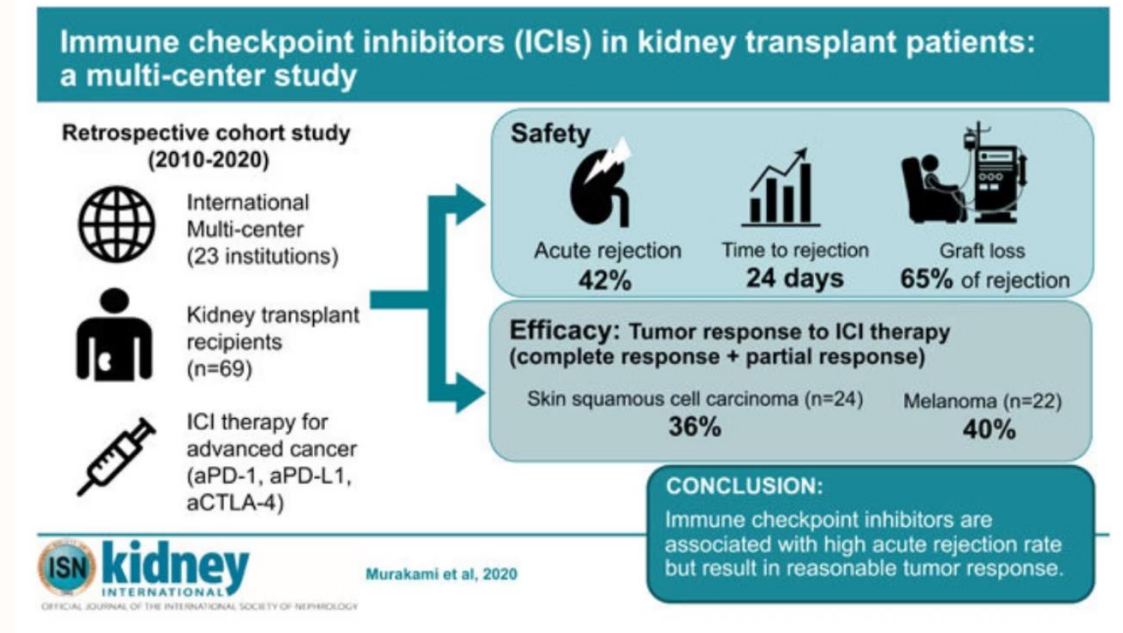 Immune checkpoint inhibitors (ICIs) in kidney transplant patients:
a multi-center study
Retrospective cohort study
(2010-2020)
International
Multi-center
(23 institutions)
Kidney transplant
recipients
(n=69)
ICI therapy for
advanced cancer
(aPD-1, aPD-L1,
aCTLA-4)
Safety
Acute rejection
42%
Time to rejection
24 days
Graft loss
65% of rejection
Efficacy: Tumor response to ICI therapy
(complete response + partial response)
Skin squamous cell carcinoma (n=24)
36%
Melanoma (n=22)
40%
CONCLUSION:
Immune checkpoint inhibitors are
associated with high acute rejection rate
but result in reasonable tumor response.
ISN
kidney
INTERNATIONAL
OFFICIAL JOURNAL OF THE INTERNATIONAL SOCIETY OF NEPHROLOGY
Murakami et al, 2020